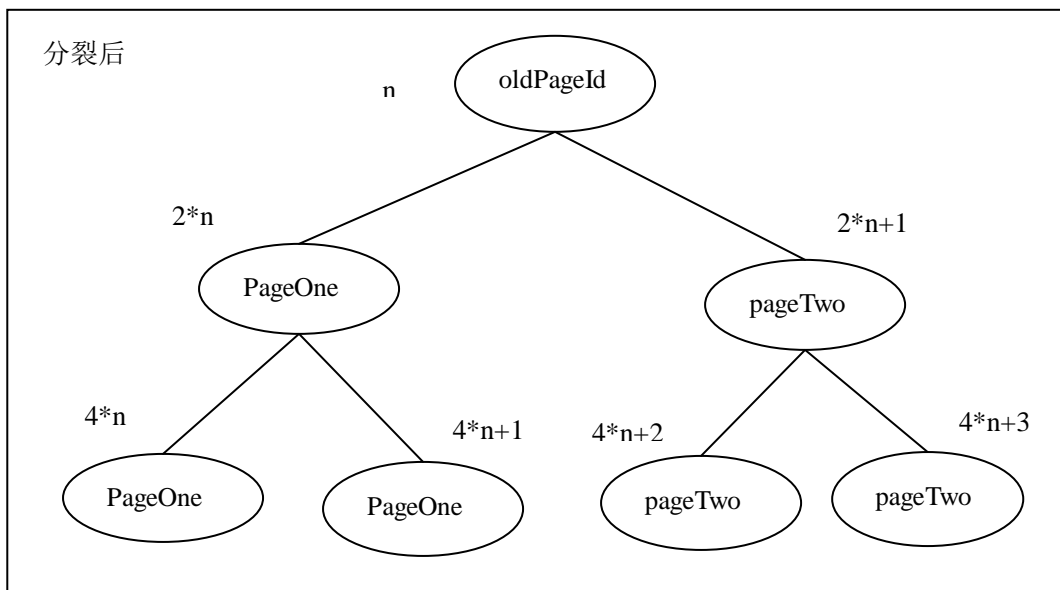 分裂后
n
oldPageId
2*n
2*n+1
PageOne
pageTwo
4*n
4*n+1
4*n+2
4*n+3
PageOne
PageOne
pageTwo
pageTwo